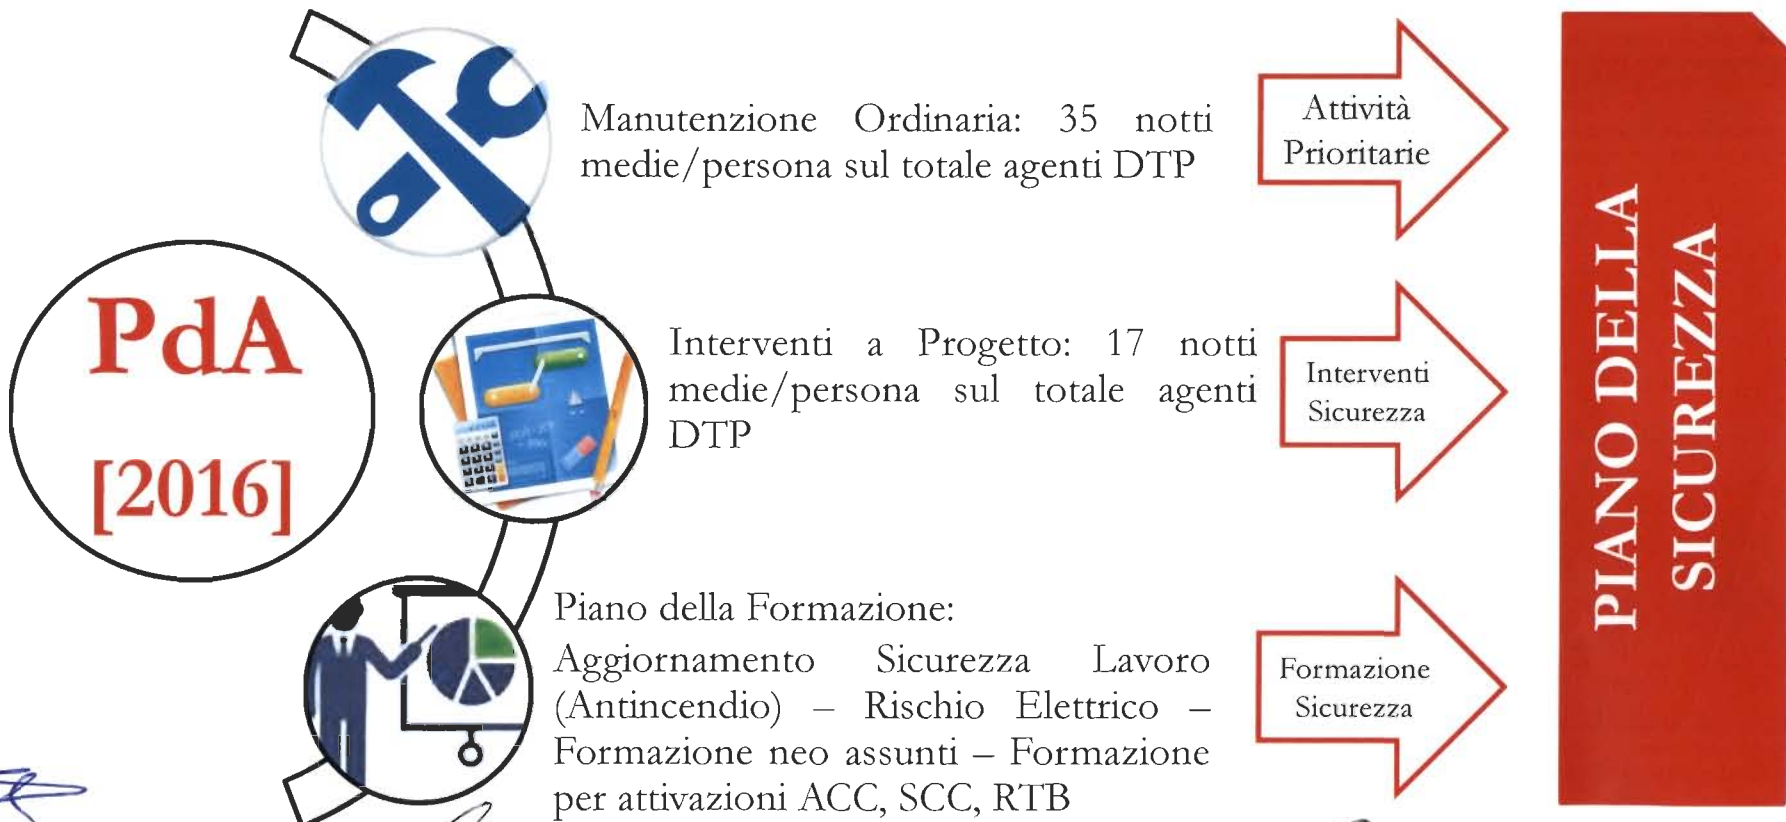 PdA
[2016]
Manutenzione Ordinaria: 35 notti
medie/persona sul totale agenti DTP
Attività
Prioritarie
Interventi a Progetto: 17 notti
medie/persona sul totale agenti
DTP
Interventi
Sicurezza
Piano della Formazione:
Aggiornamento Sicurezza Lavoro
(Antincendio) – Rischio Elettrico –
Formazione neo assunti – Formazione
per attivazioni ACC, SCC, RTB
Formazione
Sicurezza
PIANO DELLA
SICUREZZA